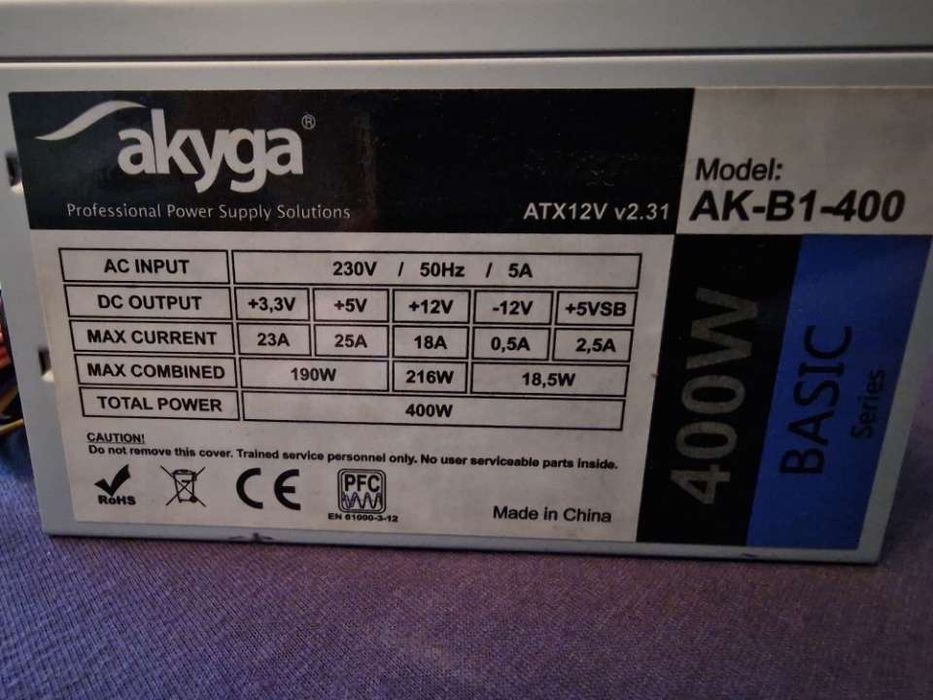 akyga®
Professional Power Supply Solutions
ATX12V v2.31
Model:
AK-B1-400
AC INPUT 230V / 50Hz / 5A
DC OUTPUT +3,3V +5V +12V -12V +5VSB
MAX CURRENT 23A 25A 18A 0,5A 2,5A
MAX COMBINED 190W 216W 18,5W
TOTAL POWER 400W
CAUTION!
Do not remove this cover. Trained service personnel only. No user serviceable parts inside.
RoHS
CE
PFC
EN 61000-3-12
Made in China
400W
BASIC
Series